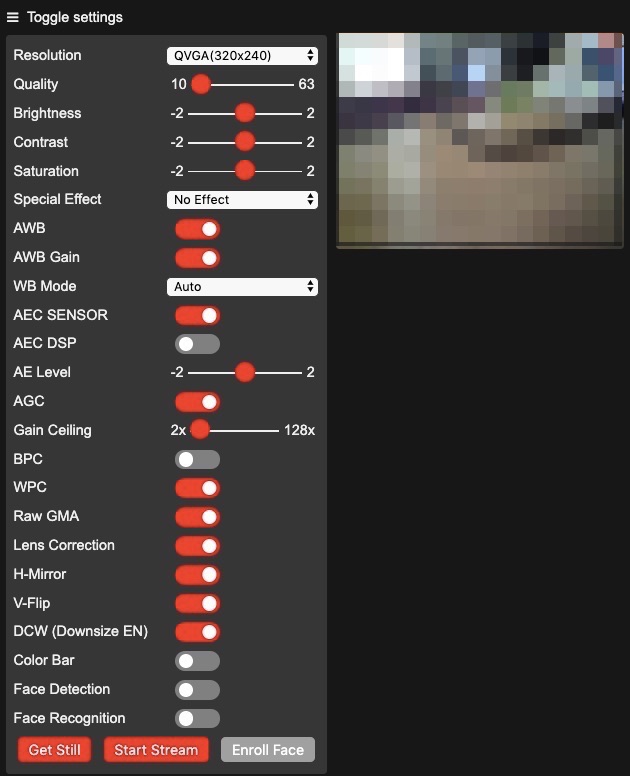 Toggle settings
Resolution QVGA(320x240)
Quality 10 63
Brightness -2 2
Contrast -2 2
Saturation -2 2
Special Effect No Effect
AWB
AWB Gain
WB Mode Auto
AEC SENSOR
AEC DSP
AE Level -2 2
AGC
Gain Ceiling 2x 128x
BPC
WPC
Raw GMA
Lens Correction
H-Mirror
V-Flip
DCW (Downsize EN)
Color Bar
Face Detection
Face Recognition
Get Still Start Stream Enroll Face